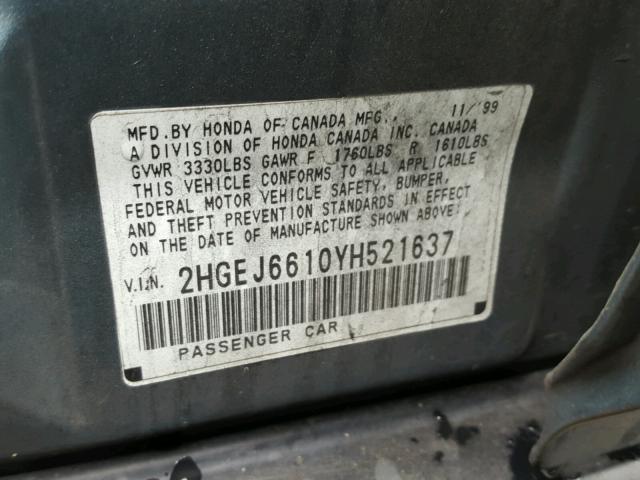 11/'99
MFD. BY HONDA OF CANADA MFG.,
A DIVISION OF HONDA CANADA INC. CANADA
GVWR 3330LBS GAWR F 1760LBS R 1610LBS
THIS VEHICLE CONFORMS TO ALL APPLICABLE
FEDERAL MOTOR VEHICLE SAFETY, BUMPER,
AND THEFT PREVENTION STANDARDS IN EFFECT
ON THE DATE OF MANUFACTURE SHOWN ABOVE.
V.I.N. 2HGEJ6610YH521637
PASSENGER CAR